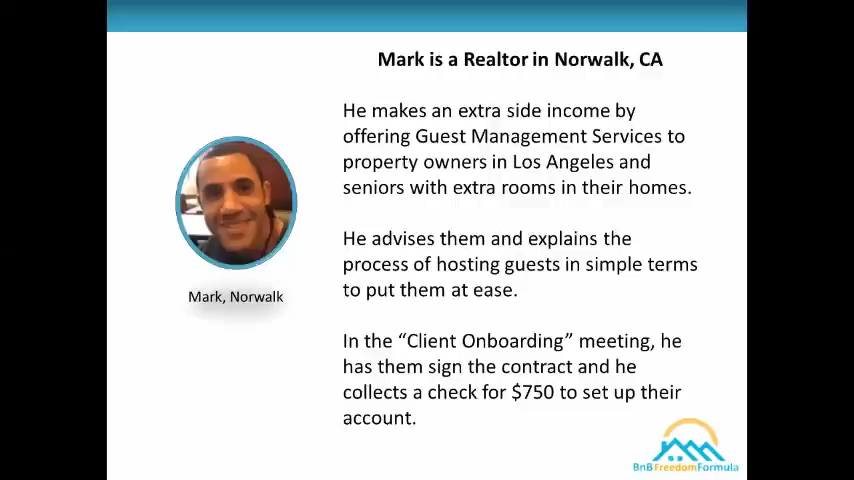 Mark is a Realtor in Norwalk, CA
He makes an extra side income by
offering Guest Management Services to
property owners in Los Angeles and
seniors with extra rooms in their homes.
He advises them and explains the
process of hosting guests in simple terms
to put them at ease.
In the “Client Onboarding” meeting, he
has them sign the contract and he
collects a check for $750 to set up their
account.
Mark, Norwalk
BnBFreedomFormula